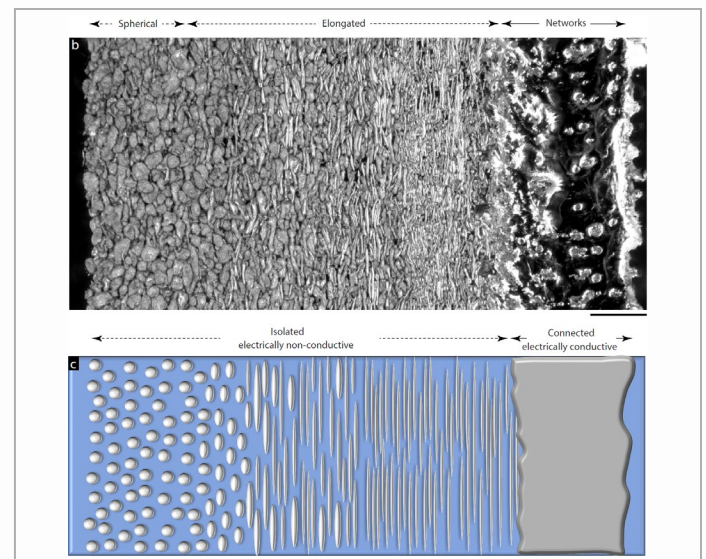 Spherical Elongated Networks
b
Isolated
electrically non-conductive
Connected
electrically conductive
c